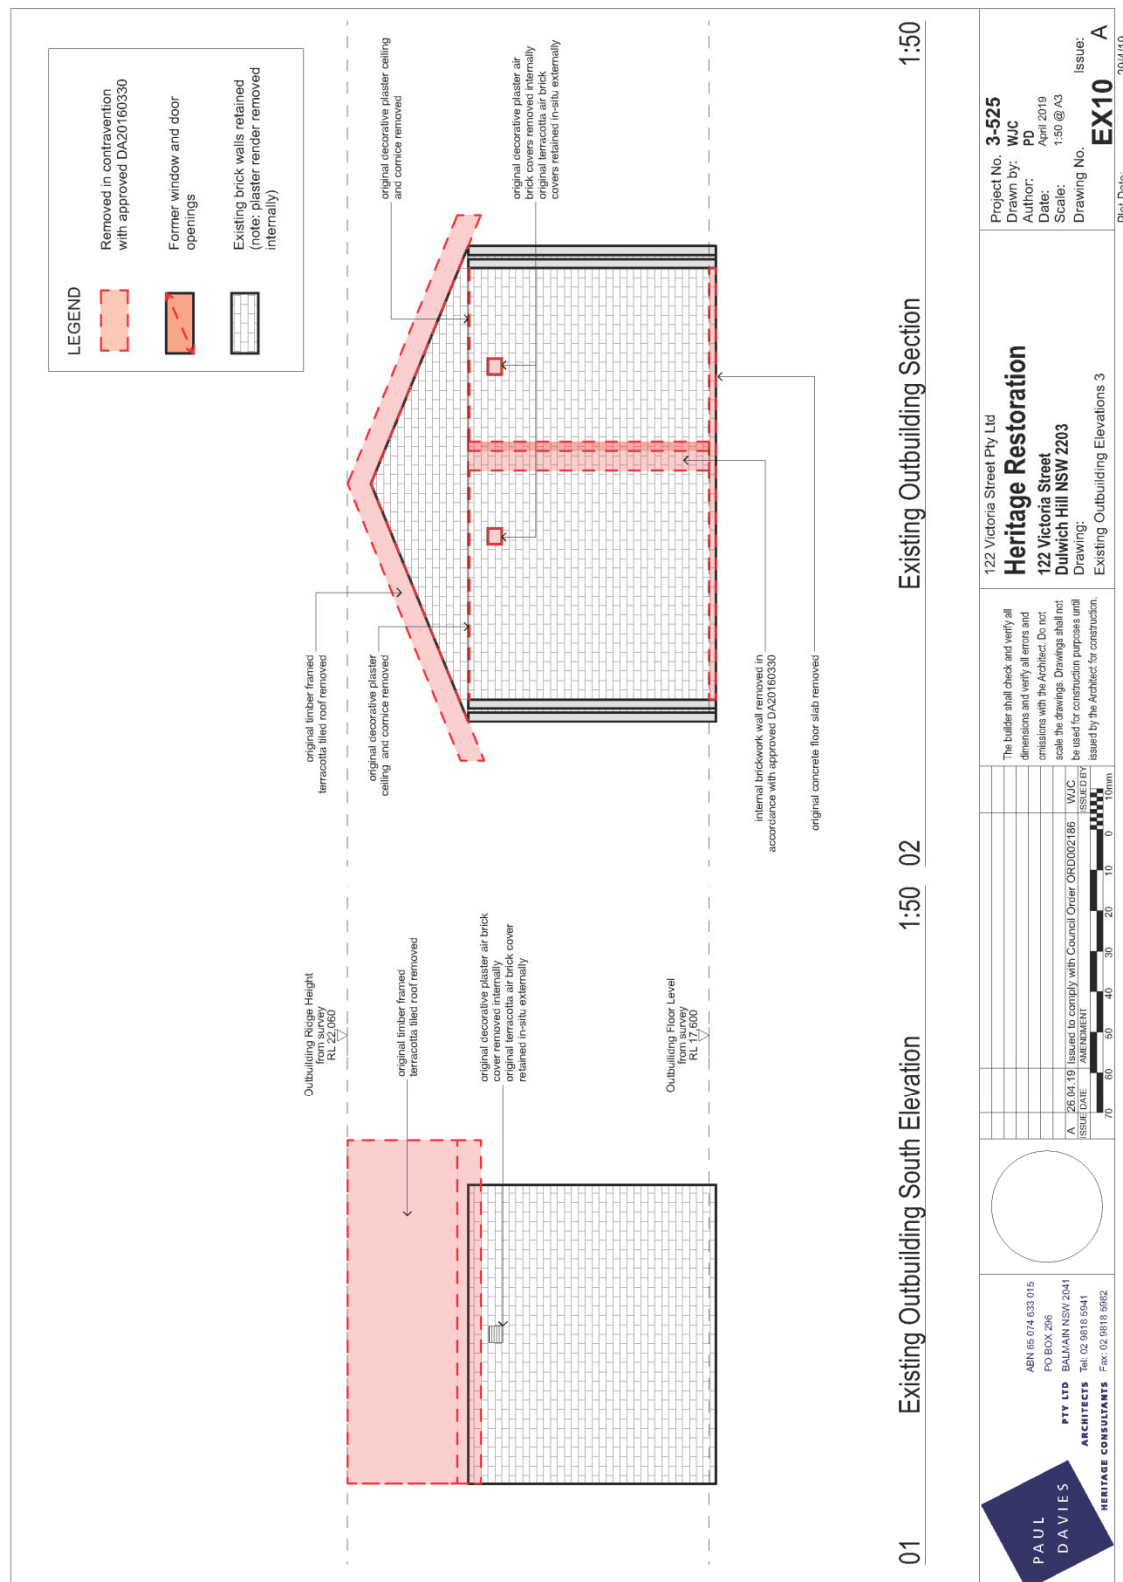 LEGEND
Removed in contravention
with approved DA20160330
Former window and door
openings
Existing brick walls retained
(note: plaster render removed
internally)
Outbuilding Ridge Height
from survey
RL 22,060
original timber framed
terracotta tiled roof removed
original decorative plaster air brick
cover removed internally
original terracotta air brick cover
retained in-situ externally
Outbuiliding Floor Level
from survey
RL 17,600
01
Existing Outbuilding South Elevation
1:50
original timber framed
terracotta tiled roof removed
original decorative plaster
ceiling and cornice removed
original decorative plaster ceiling
and cornice removed
original decorative plaster air
brick covers removed internally
original terracotta air brick
covers retained in-situ externally
internal brickwork wall removed in
accordance with approved DA20160330
original concrete floor slab removed
02
Existing Outbuilding Section
1:50
PAUL
DAVIES
PTY LTD
ARCHITECTS
HERITAGE CONSULTANTS
ABN 65 074 633 015
PO BOX 296
BALMAIN NSW 2041
Tel: 02 9818 5941
Fax: 02 9818 5982
A 26.04.19 Issued to comply with Council Order ORD002186 WJC
ISSUE DATE AMENDMENT ISSUED BY
70 60 50 40 30 20 10 0 10mm
The builder shall check and verify all
dimensions and verify all errors and
omissions with the Architect. Do not
scale the drawings. Drawings shall not
be used for construction purposes until
issued by the Architect for construction.
122 Victoria Street Pty Ltd
Heritage Restoration
122 Victoria Street
Dulwich Hill NSW 2203
Drawing:
Existing Outbuilding Elevations 3
Project No. 3-525
Drawn by: WJC
Author: PD
Date: April 2019
Scale: 1:50 @ A3
Drawing No. Issue:
EX10 A
Plot Date: 29/4/19